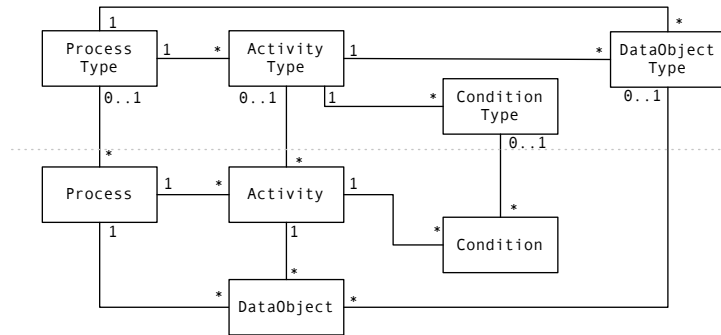 1
*
Process
Type
1
*
Activity
Type
1
*
DataObject
Type
0..1
0..1
1
*
Condition
Type
0..1
0..1
*
*
Process
1
*
Activity
1
*
*
Condition
1
1
*
*
DataObject
*